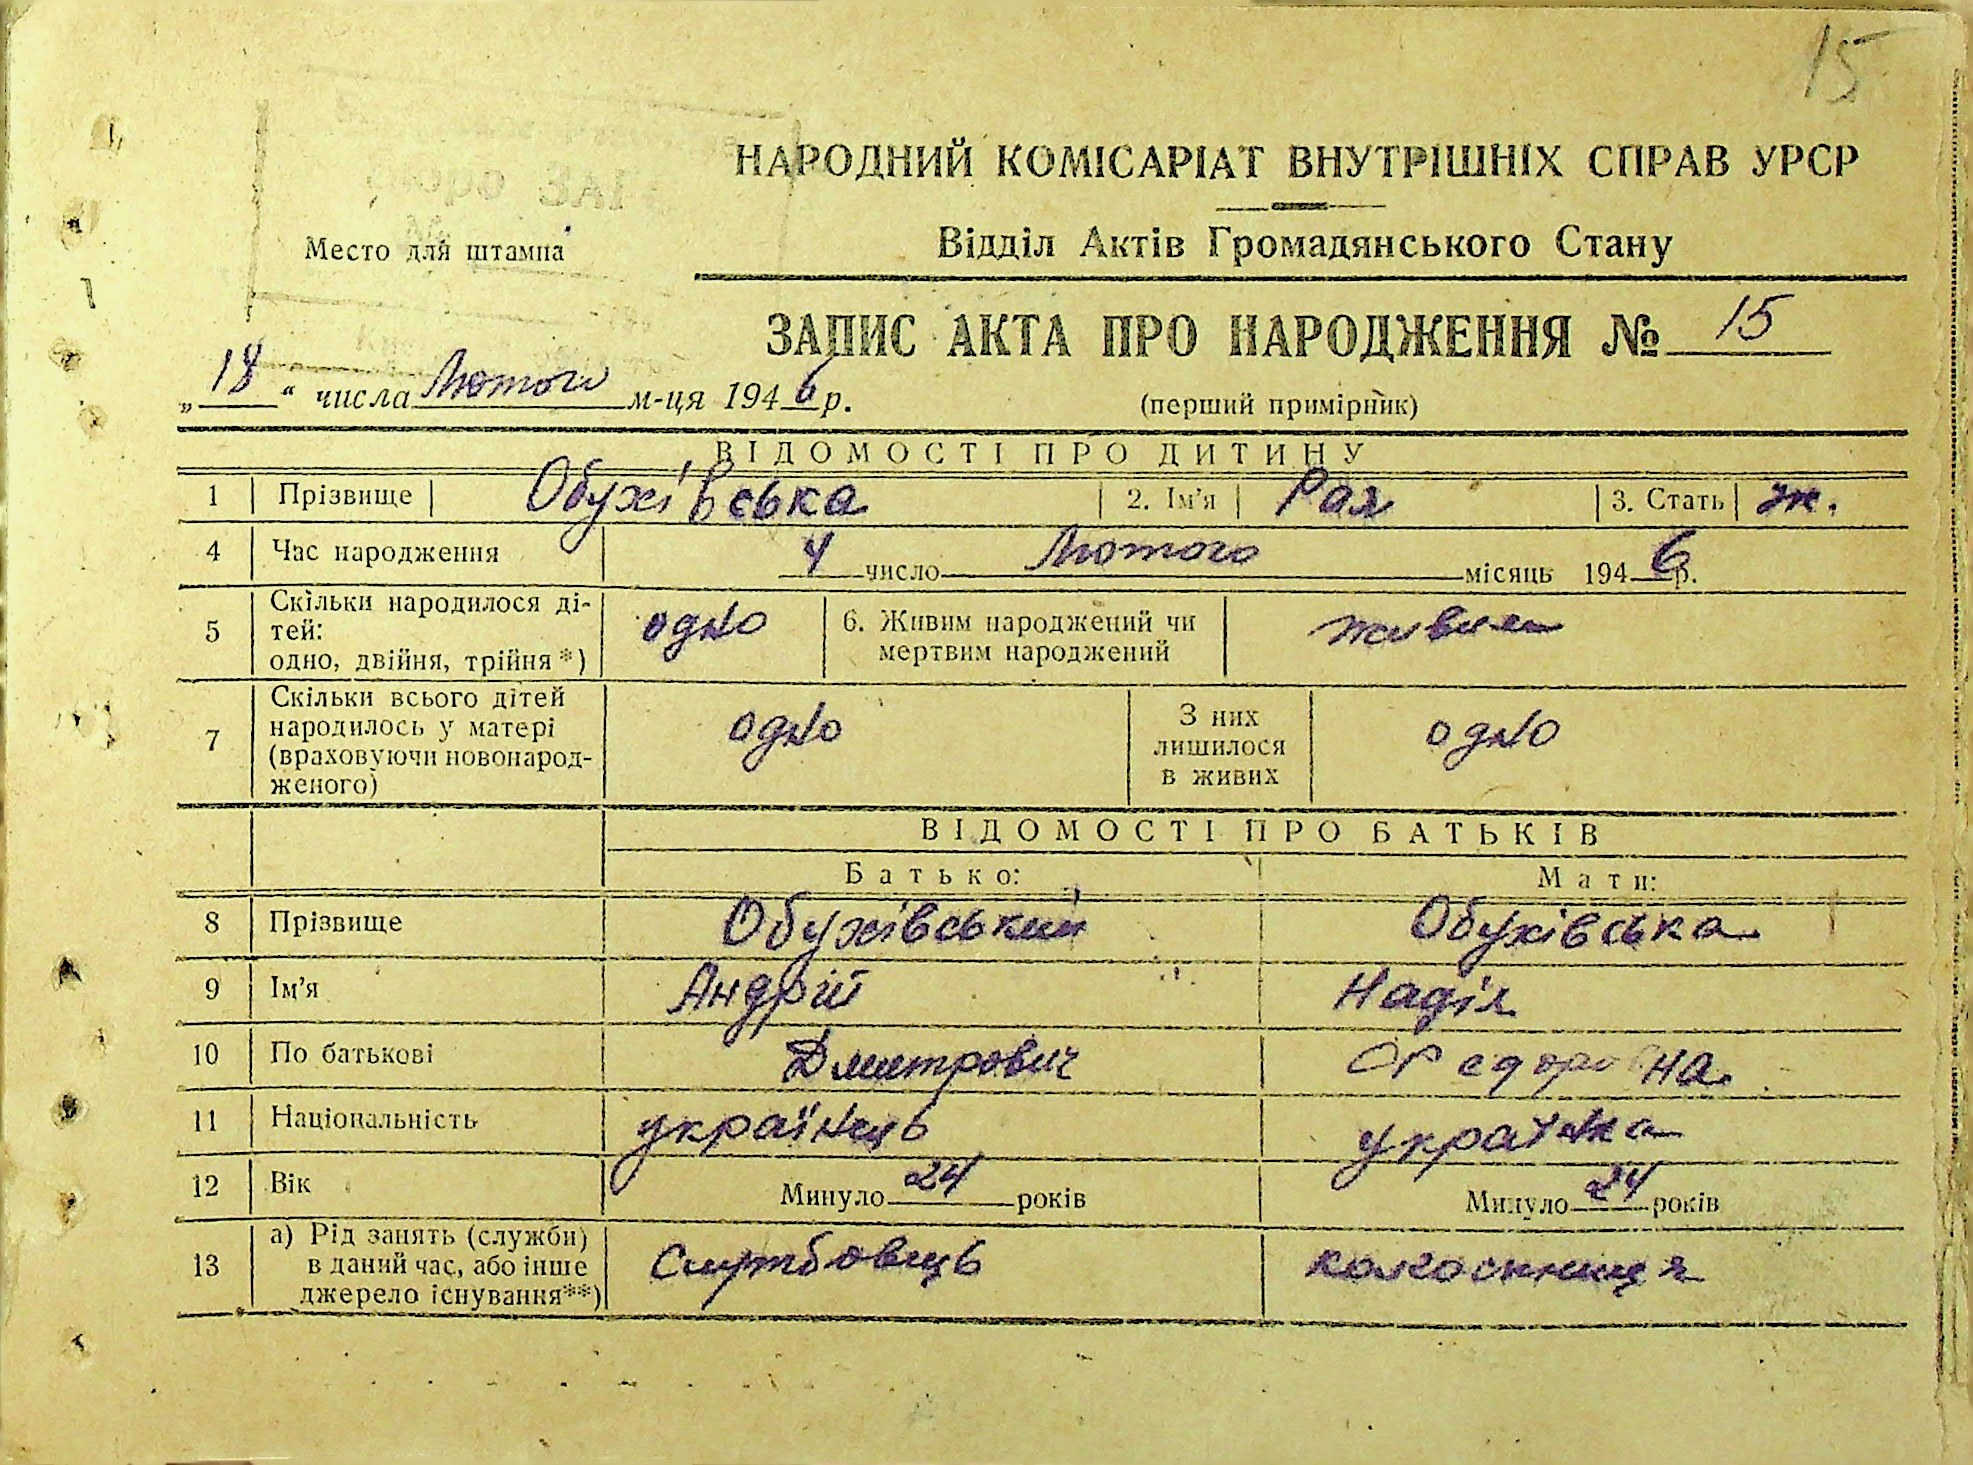 15
НАРОДНИЙ КОМІСАРІАТ ВНУТРІШНІХ СПРАВ УРСР
Место для штампа
Відділ Актів Громадянського Стану
ЗАПИС АКТА ПРО НАРОДЖЕННЯ № 15
„18“ числа Лютого м-ця 1946 р.
(перший примірник)
ВІДОМОСТІ ПРО ДИТИНУ
1 Прізвище Обухівська 2. Ім'я Рая 3. Стать ж.
4 Час народження 4 число Лютого місяць 1946 р.
5 Скільки народилося ді-
тей:
одно, двійня, трійня*) одно 6. Живим народжений чи
мертвим народжений живим
7 Скільки всього дітей
народилось у матері
(враховуючи новонарод-
женого) одно З них
лишилося
в живих одно
ВІДОМОСТІ ПРО БАТЬКІВ
Батько: Мати:
8 Прізвище Обухівський Обухівська
9 Ім'я Андрій Надія
10 По батькові Дмитрович Федоровна
11 Національність українець українка
12 Вік Минуло 24 років Минуло 24 років
13 а) Рід занять (служби)
в даний час, або інше
джерело існування**) Службовець колгоспниця